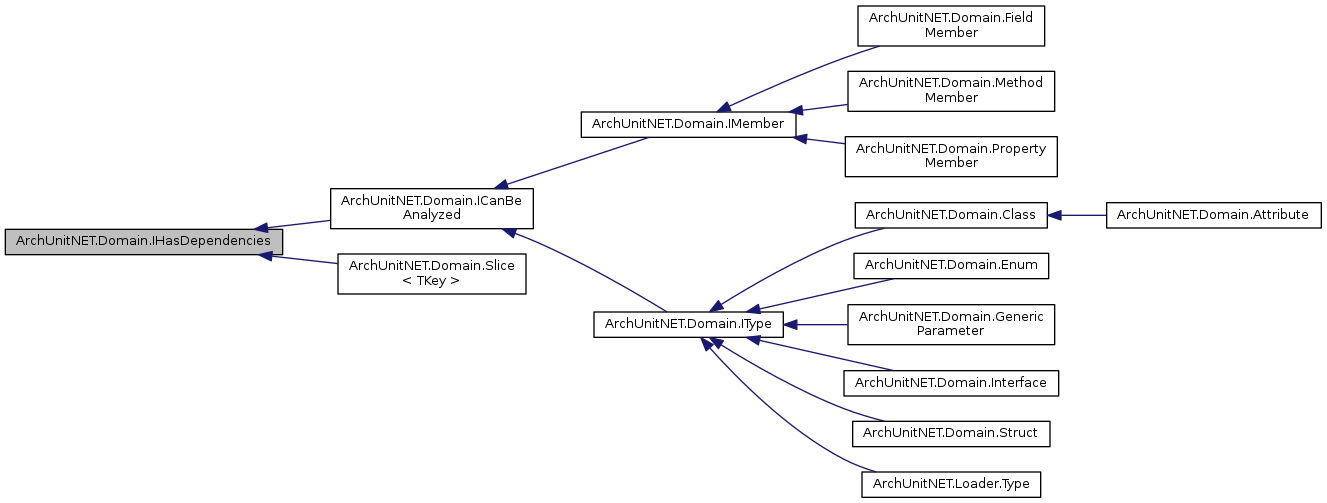 ArchUnitNET.Domain.IHasDependencies
ArchUnitNET.Domain.ICanBe
Analyzed
ArchUnitNET.Domain.Slice
< TKey >
ArchUnitNET.Domain.IMember
ArchUnitNET.Domain.IType
ArchUnitNET.Domain.Field
Member
ArchUnitNET.Domain.Method
Member
ArchUnitNET.Domain.Property
Member
ArchUnitNET.Domain.Class
ArchUnitNET.Domain.Enum
ArchUnitNET.Domain.Generic
Parameter
ArchUnitNET.Domain.Interface
ArchUnitNET.Domain.Struct
ArchUnitNET.Loader.Type
ArchUnitNET.Domain.Attribute